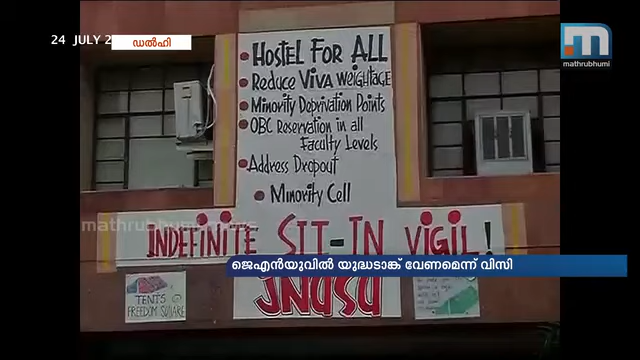 24 JULY 2
ഡൽഹി
mathrubhumi
HOSTEL FOR ALL
REDUCE VIVA WEIGHTAGE
MINORITY DEPRIVATION POINTS
OBC RESERVATION IN ALL
FACULTY LEVELS
ADDRESS DROPOUT
MINORITY CELL
mathrubhumi
INDEFINITE SIT-IN VIGIL!
ജെഎൻയുവിൽ യുദ്ധടാങ്ക് വേണമെന്ന് വിസി
JNUSU
TENTS @
FREEDOM SQUARE